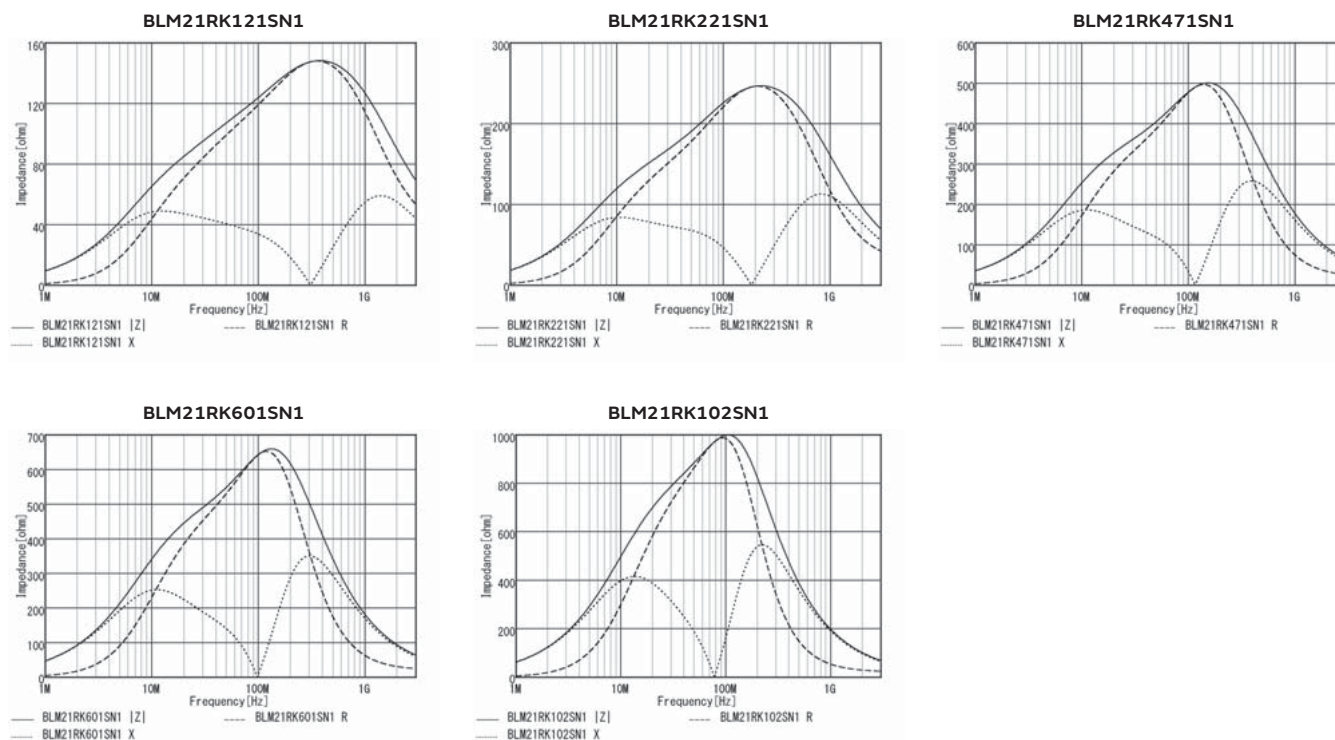 BLM21RK121SN1
160
120
80
40
0
1M
10M
100M
1G
Impedance[ohm]
Frequency[Hz]
BLM21RK121SN1 |Z|
BLM21RK121SN1 R
BLM21RK121SN1 X
BLM21RK221SN1
300
200
100
0
1M
10M
100M
1G
Impedance[ohm]
Frequency[Hz]
BLM21RK221SN1 |Z|
BLM21RK221SN1 R
BLM21RK221SN1 X
BLM21RK471SN1
600
500
400
300
200
100
0
1M
10M
100M
1G
Impedance[ohm]
Frequency[Hz]
BLM21RK471SN1 |Z|
BLM21RK471SN1 R
BLM21RK471SN1 X
BLM21RK601SN1
700
600
500
400
300
200
100
0
1M
10M
100M
1G
Impedance[ohm]
Frequency[Hz]
BLM21RK601SN1 |Z|
BLM21RK601SN1 R
BLM21RK601SN1 X
BLM21RK102SN1
1000
800
600
400
200
0
1M
10M
100M
1G
Impedance[ohm]
Frequency[Hz]
BLM21RK102SN1 |Z|
BLM21RK102SN1 R
BLM21RK102SN1 X